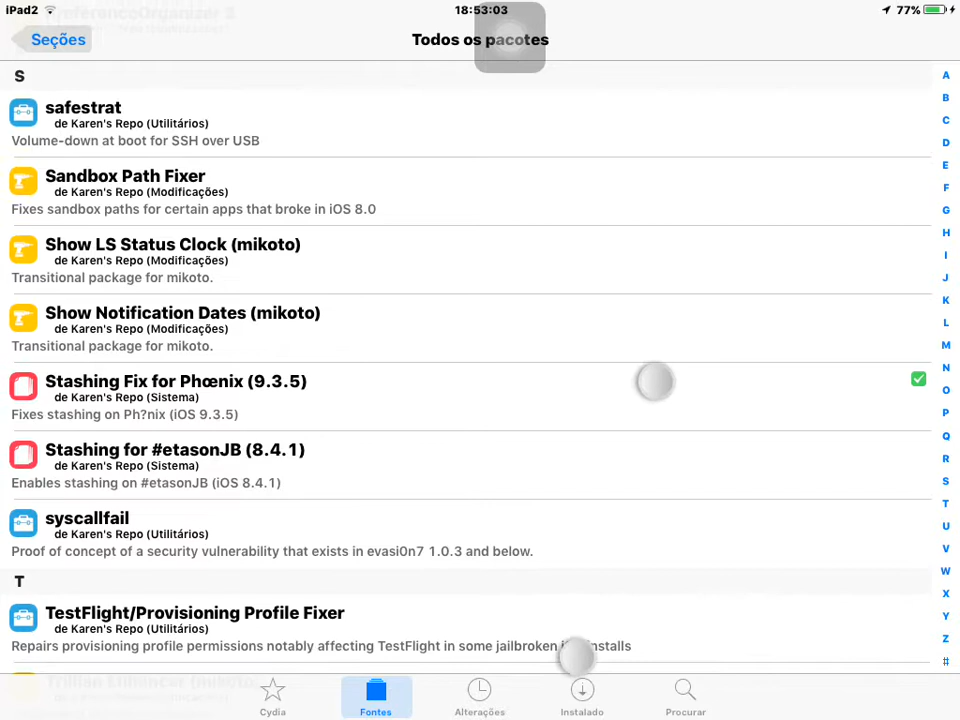 iPad2 18:53:03 77%
PreferenceOrganizer 2
Seções Todos os pacotes
S
safestrat
de Karen's Repo (Utilitários)
Volume-down at boot for SSH over USB
Sandbox Path Fixer
de Karen's Repo (Modificações)
Fixes sandbox paths for certain apps that broke in iOS 8.0
Show LS Status Clock (mikoto)
de Karen's Repo (Modificações)
Transitional package for mikoto.
Show Notification Dates (mikoto)
de Karen's Repo (Modificações)
Transitional package for mikoto.
Stashing Fix for Phœnix (9.3.5)
de Karen's Repo (Sistema)
Fixes stashing on Ph?nix (iOS 9.3.5)
Stashing for #etasonJB (8.4.1)
de Karen's Repo (Sistema)
Enables stashing on #etasonJB (iOS 8.4.1)
syscallfail
de Karen's Repo (Utilitários)
Proof of concept of a security vulnerability that exists in evasi0n7 1.0.3 and below.
T
TestFlight/Provisioning Profile Fixer
de Karen's Repo (Utilitários)
Repairs provisioning profile permissions notably affecting TestFlight in some jailbroken
Trillian Enhancer (mikoto)
A
B
C
D
E
F
G
H
I
J
K
L
M
N
O
P
Q
R
S
T
U
V
W
X
Y
Z
#
Cydia Fontes Alterações Instalado Procurar